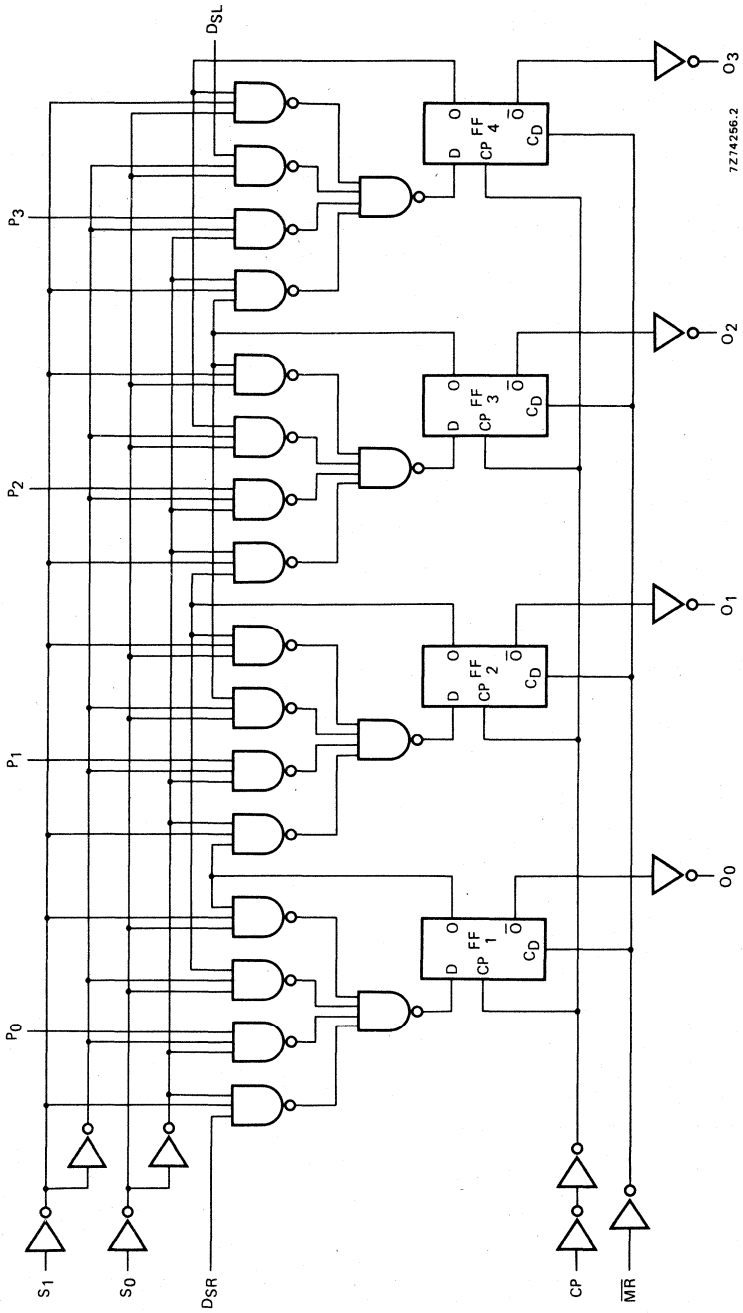 S1
S0
DSR
P0
P1
P2
P3
DSL
D
O
FF
1
CP
O̅
CD
D
O
FF
2
CP
O̅
CD
D
O
FF
3
CP
O̅
CD
D
O
FF
4
CP
O̅
CD
CP
M̅R̅
O0
O1
O2
O3
7Z74256.2